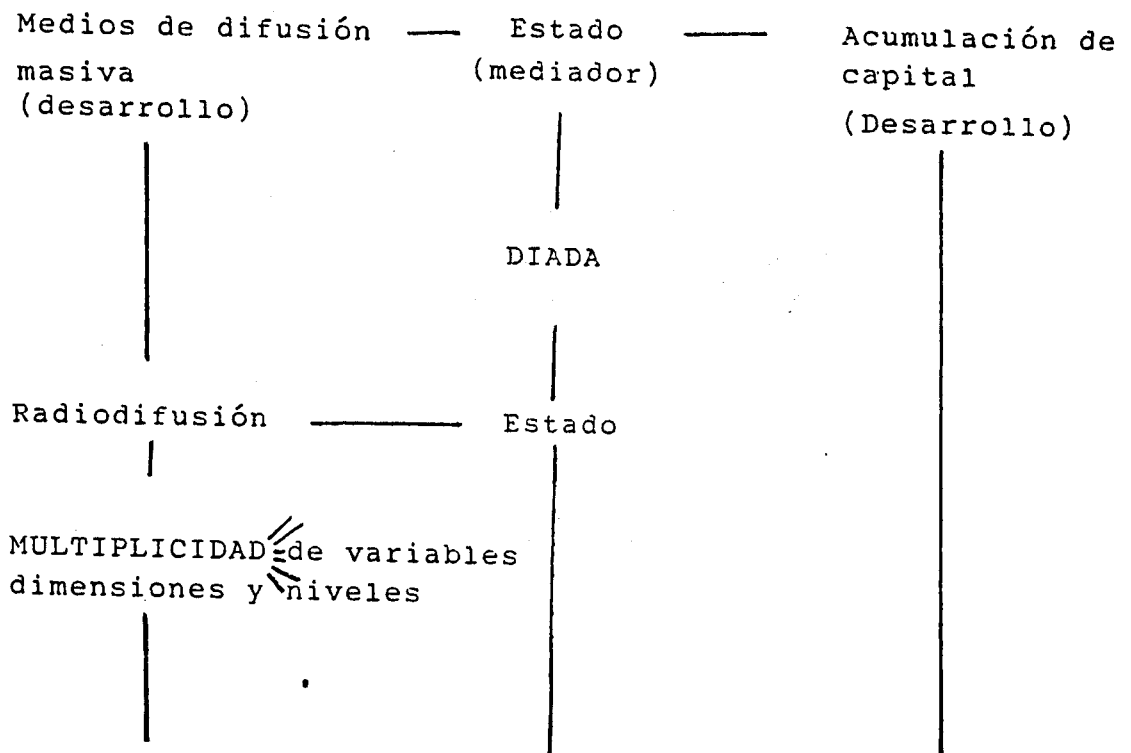 Medios de difusión
masiva
(desarrollo)
Estado
(mediador)
Acumulación de
capital
(Desarrollo)
DIADA
Radiodifusión
Estado
MULTIPLICIDAD de variables
dimensiones y niveles